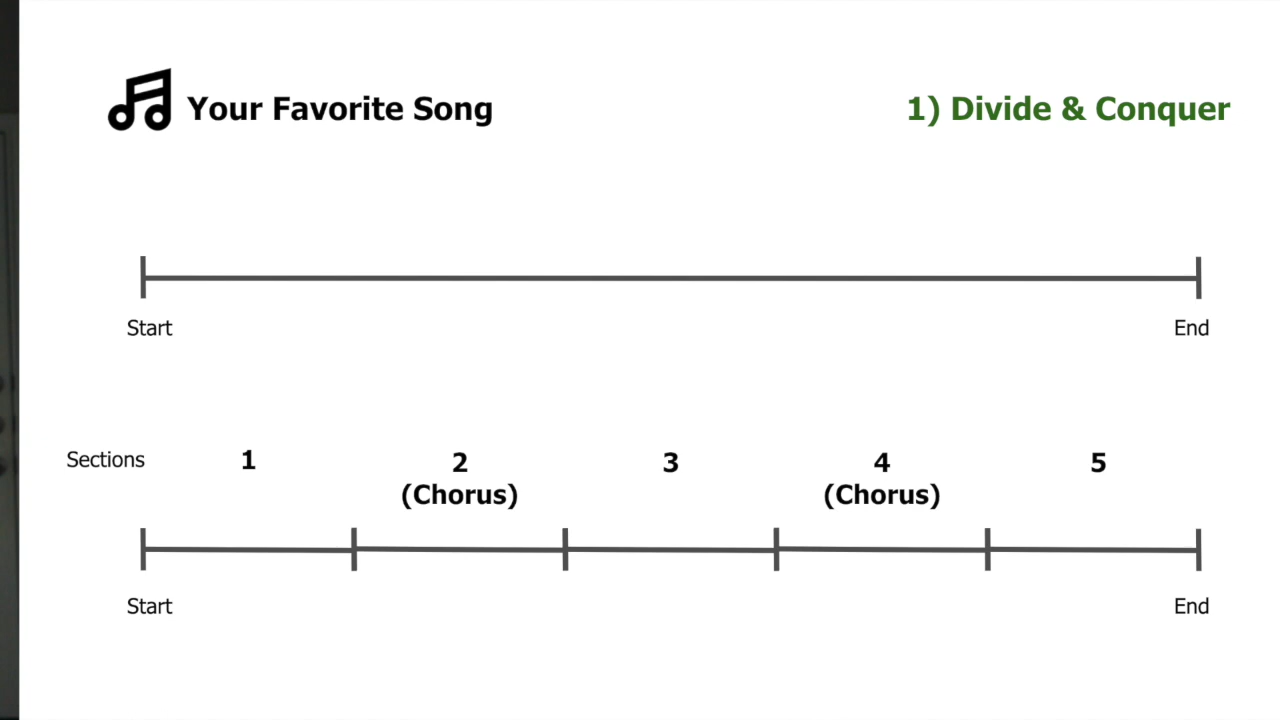 Your Favorite Song
1) Divide & Conquer
Start
End
Sections
1
2
3
4
5
(Chorus)
(Chorus)
Start
End